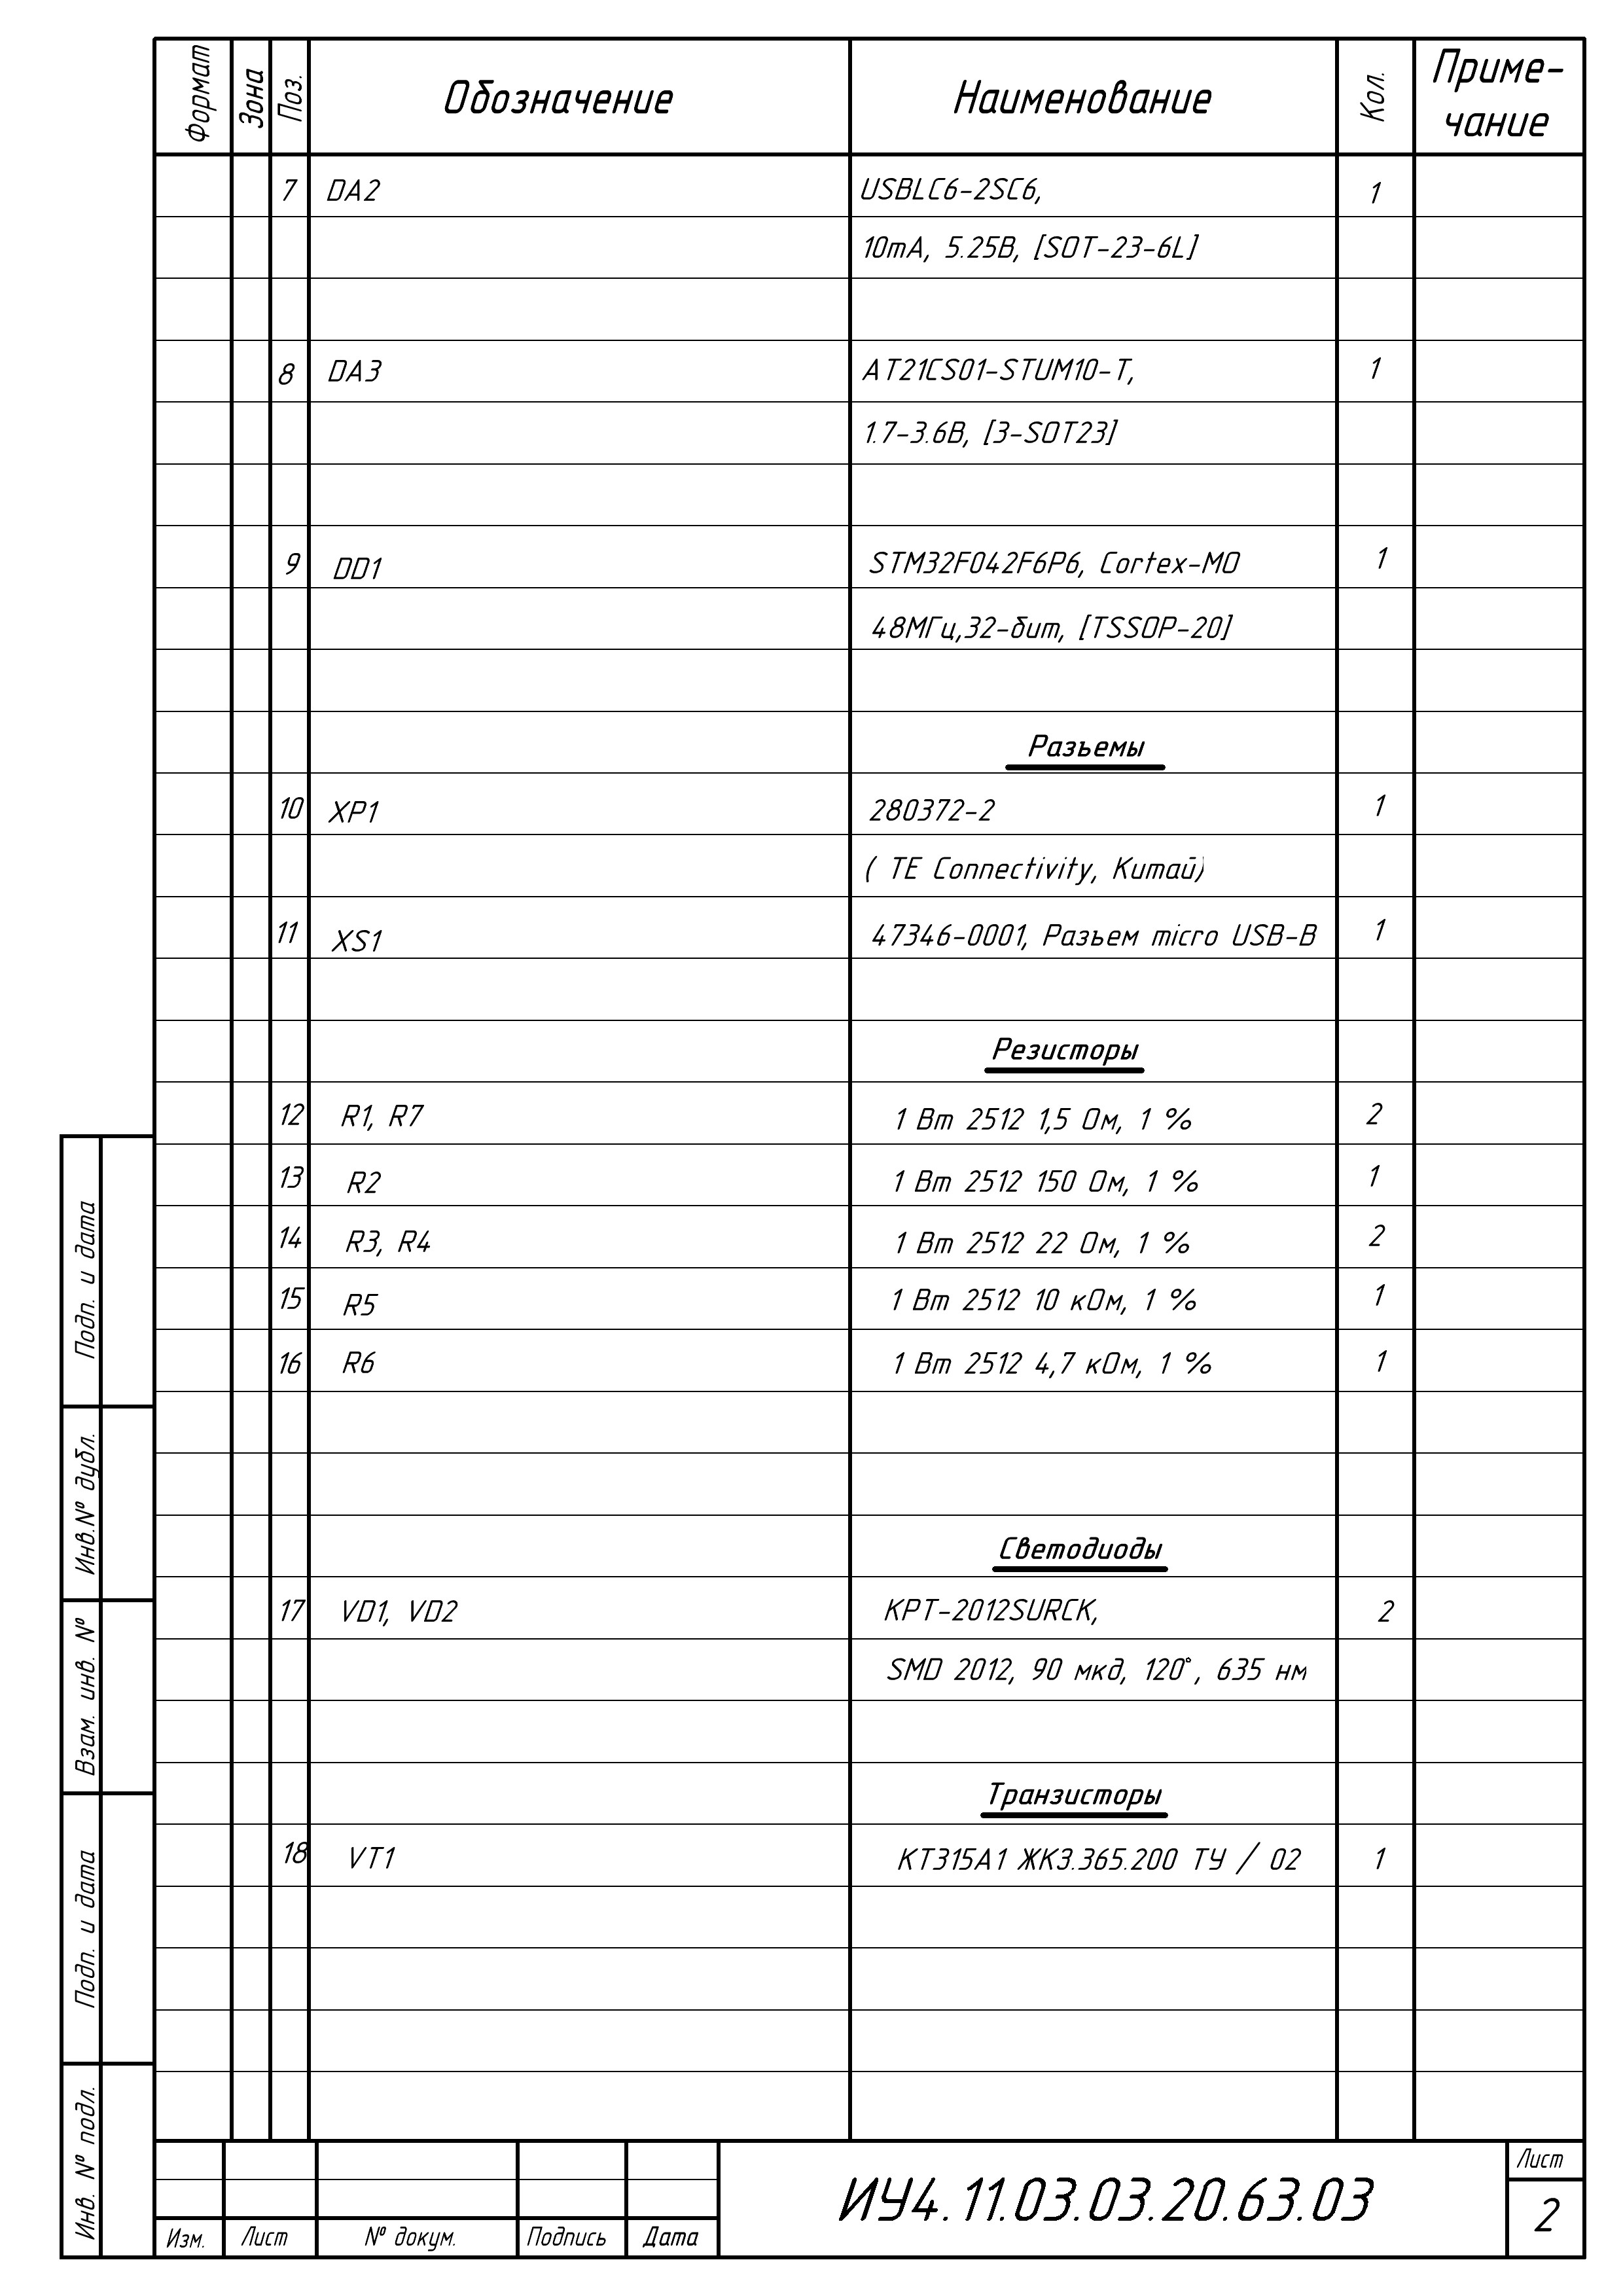 Формат Зона Поз. Обозначение Наименование Кол. Приме-
чание
7 DA2 USBLC6-2SC6, 1
10mA, 5.25В, [SOT-23-6L]
8 DA3 AT21CS01-STUM10-T, 1
1.7-3.6В, [3-SOT23]
9 DD1 STM32F042F6P6, Cortex-M0 1
48МГц,32-бит, [TSSOP-20]
Разъемы
10 XP1 280372-2 1
( TE Connectivity, Китай)
11 XS1 47346-0001, Разъем micro USB-B 1
Резисторы
12 R1, R7 1 Вт 2512 1,5 Ом, 1 % 2
13 R2 1 Вт 2512 150 Ом, 1 % 1
14 R3, R4 1 Вт 2512 22 Ом, 1 % 2
15 R5 1 Вт 2512 10 кОм, 1 % 1
16 R6 1 Вт 2512 4,7 кОм, 1 % 1
Светодиоды
17 VD1, VD2 KPT-2012SURCK, 2
SMD 2012, 90 мкд, 120°, 635 нм
Транзисторы
18 VT1 КТ315А1 ЖК3.365.200 ТУ / 02 1
Подп. и дата
Инв.№ дубл.
Взам. инв. №
Подп. и дата
Инв. № подл.
Изм. Лист № докум. Подпись Дата
ИУ4.11.03.03.20.63.03
Лист
2